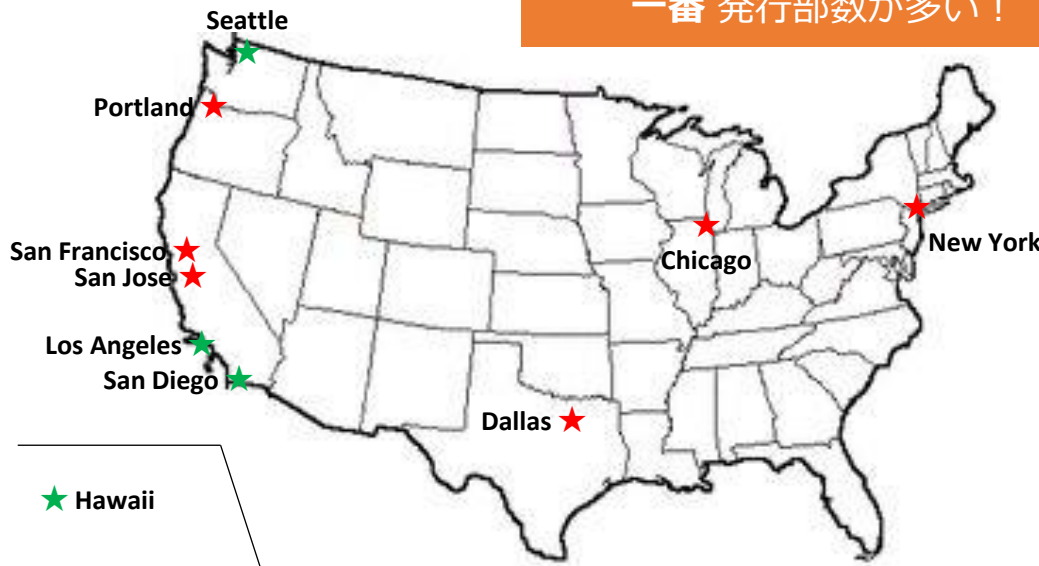 一番 発行部数が多い！
Seattle
Portland
San Francisco
San Jose
Los Angeles
San Diego
Chicago
New York
Dallas
Hawaii